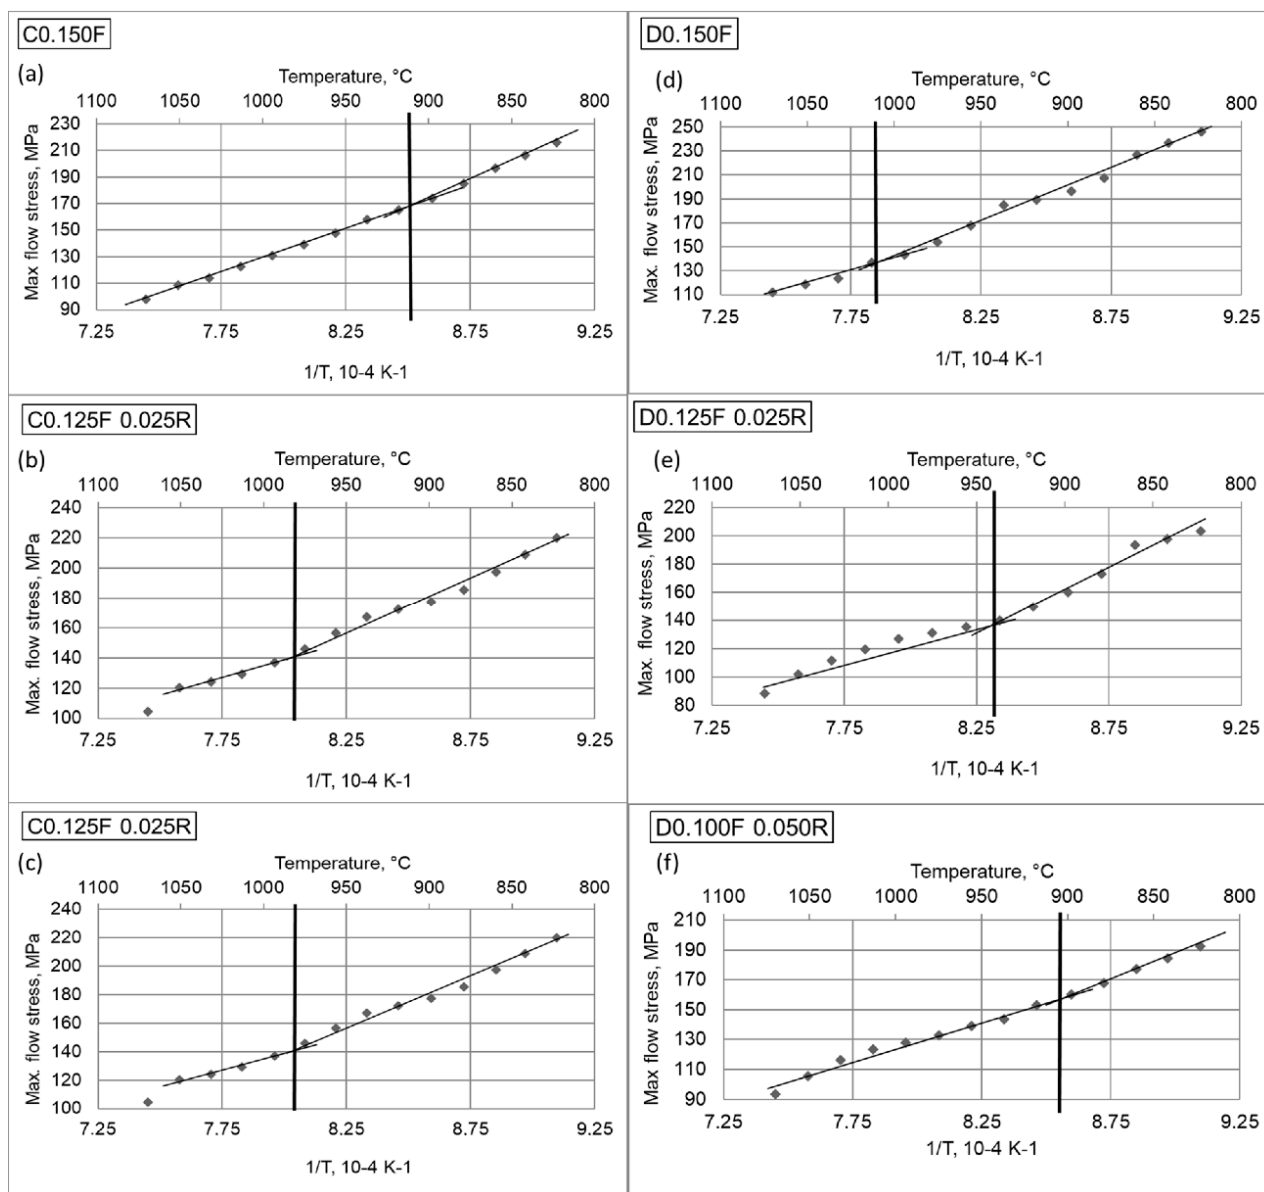 C0.150F
(a)
Temperature, °C
1100 1050 1000 950 900 850 800
Max flow stress, MPa
230
210
190
170
150
130
110
90
7.25 7.75 8.25 8.75 9.25
1/T, 10-4 K-1
D0.150F
(d)
Temperature, °C
1100 1050 1000 950 900 850 800
Max. flow stress, MPa
250
230
210
190
170
150
130
110
7.25 7.75 8.25 8.75 9.25
1/T, 10-4 K-1
C0.125F 0.025R
(b)
Temperature, °C
1100 1050 1000 950 900 850 800
Max. flow stress, MPa
240
220
200
180
160
140
120
100
7.25 7.75 8.25 8.75 9.25
1/T, 10-4 K-1
D0.125F 0.025R
(e)
Temperature, °C
1100 1050 1000 940 900 850 800
Max. flow stress, MPa
220
200
180
160
140
120
100
80
7.25 7.75 8.25 8.75 9.25
1/T, 10-4 K-1
C0.125F 0.025R
(c)
Temperature, °C
1100 1050 1000 950 900 850 800
Max. flow stress, MPa
240
220
200
180
160
140
120
100
7.25 7.75 8.25 8.75 9.25
1/T, 10-4 K-1
D0.100F 0.050R
(f)
Temperature, °C
1100 1050 1000 950 900 850 800
Max flow stress, MPa
210
190
170
150
130
110
90
7.25 7.75 8.25 8.75 9.25
1/T, 10-4 K-1